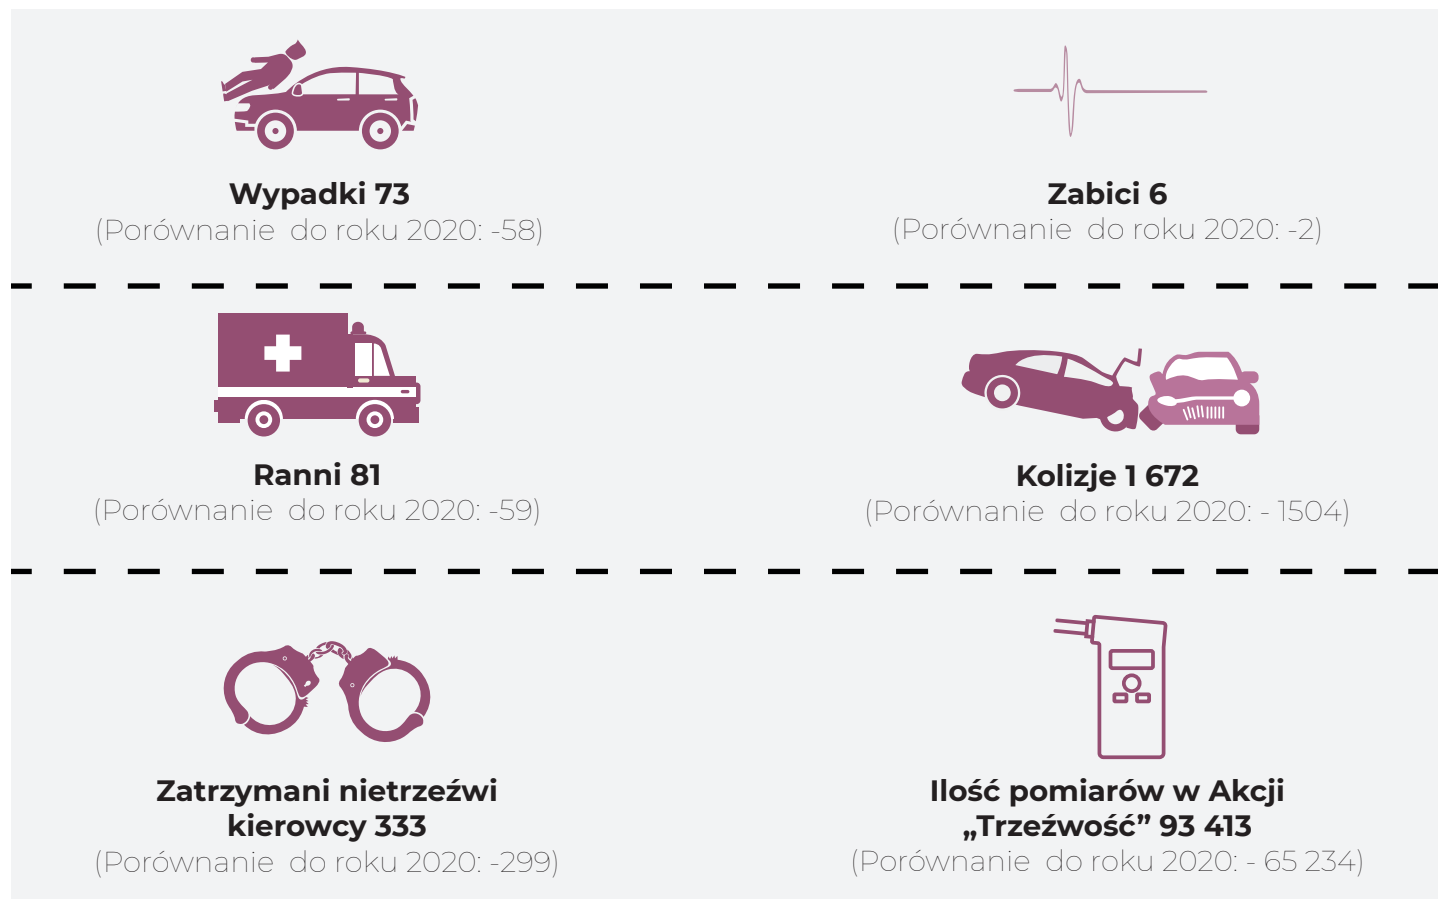 Wypadki 73
(Porównanie do roku 2020: -58)
Zabici 6
(Porównanie do roku 2020: -2)
Ranni 81
(Porównanie do roku 2020: -59)
Kolizje 1 672
(Porównanie do roku 2020: - 1504)
Zatrzymani nietrzeźwi
kierowcy 333
(Porównanie do roku 2020: -299)
Ilość pomiarów w Akcji
„Trzeźwość” 93 413
(Porównanie do roku 2020: - 65 234)